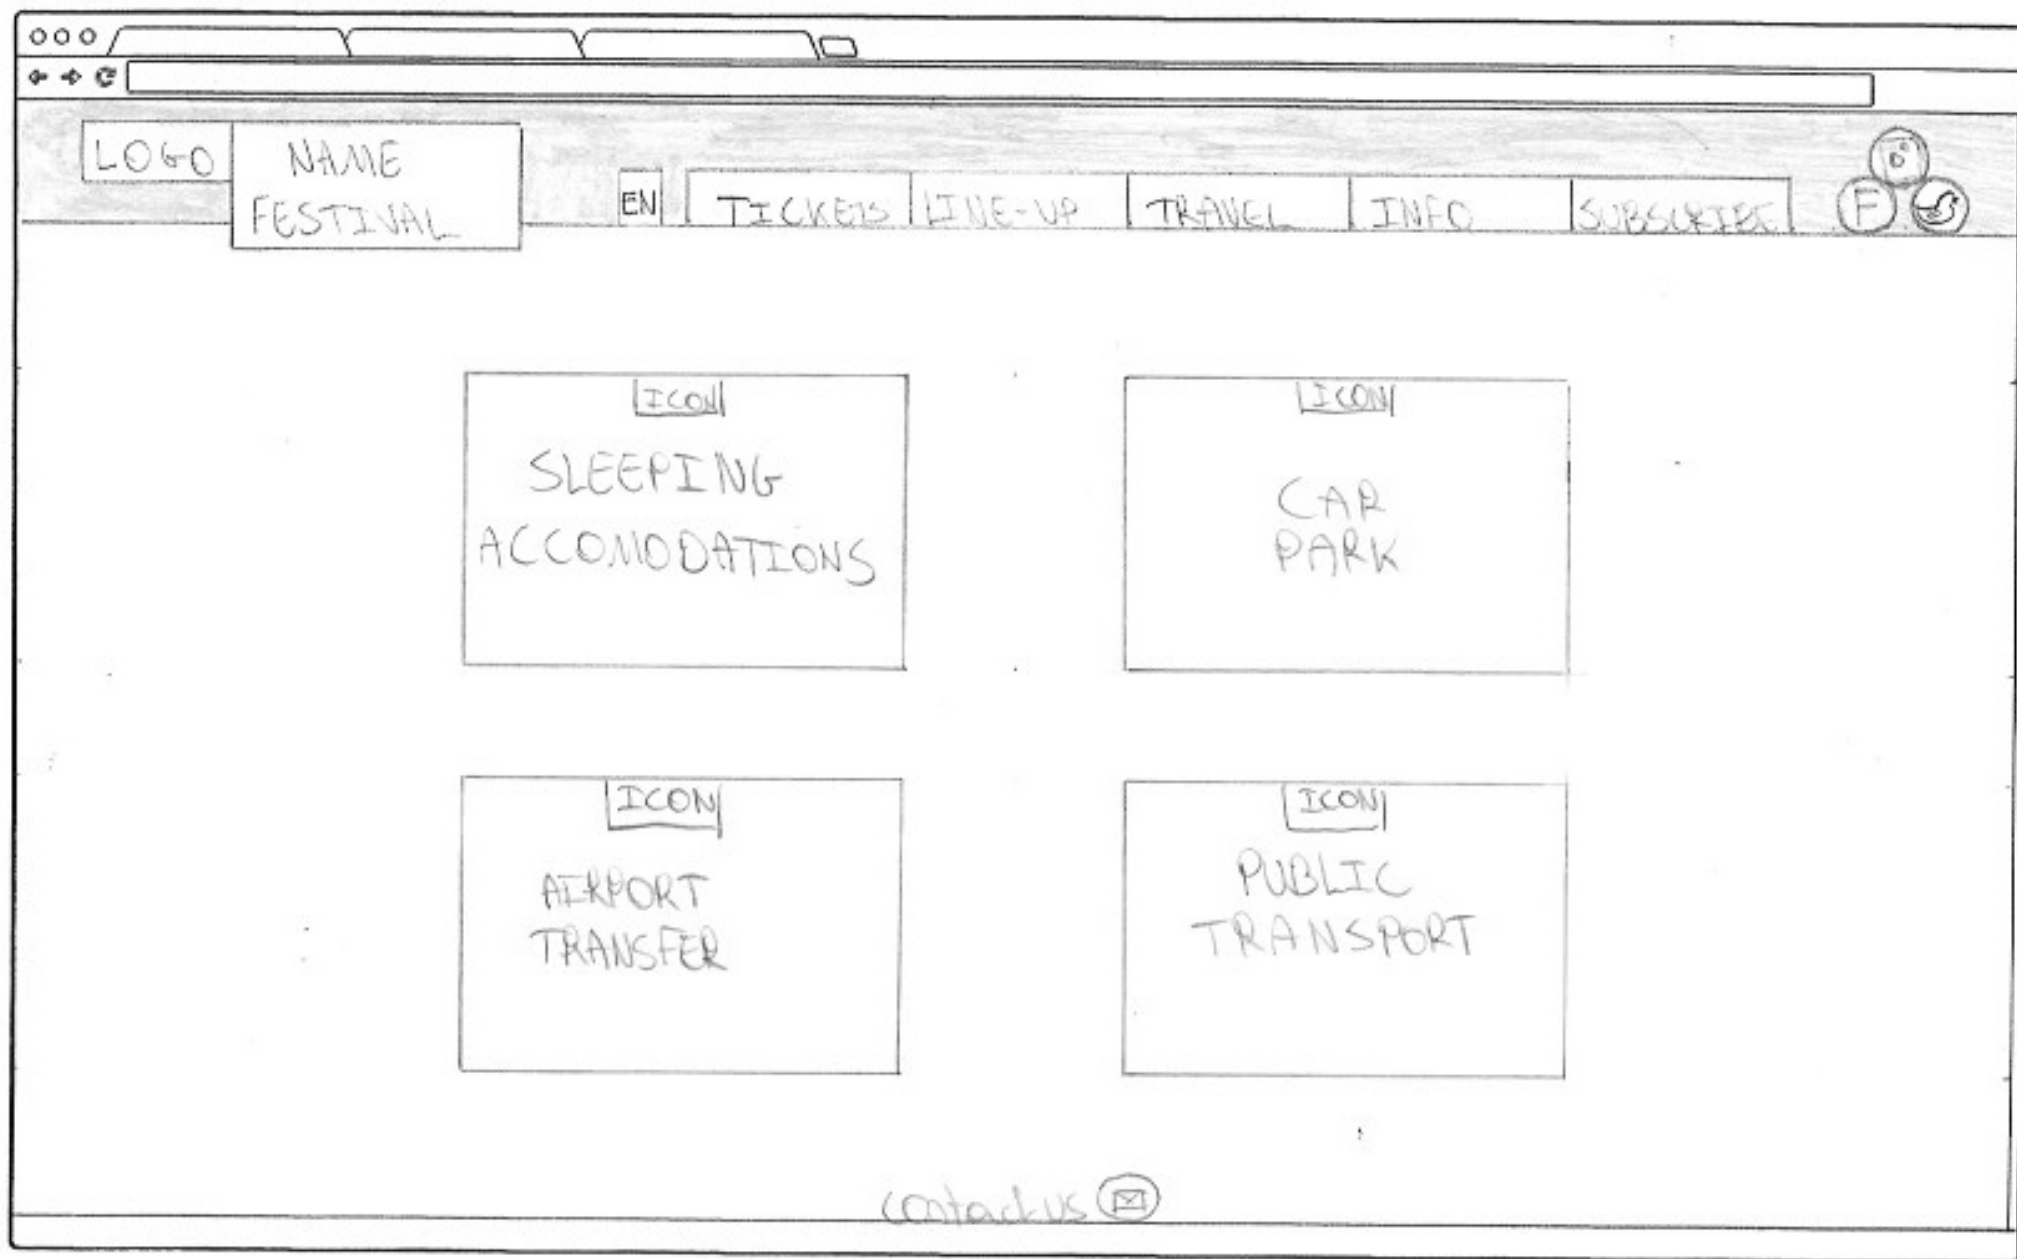 LOGO
NAME
FESTIVAL
EN
TICKETS
LINE-UP
TRAVEL
INFO
SUBSCRIBE
F
ICON
SLEEPING
ACCOMODATIONS
ICON
CAR
PARK
ICON
AIRPORT
TRANSFER
ICON
PUBLIC
TRANSPORT
contact us